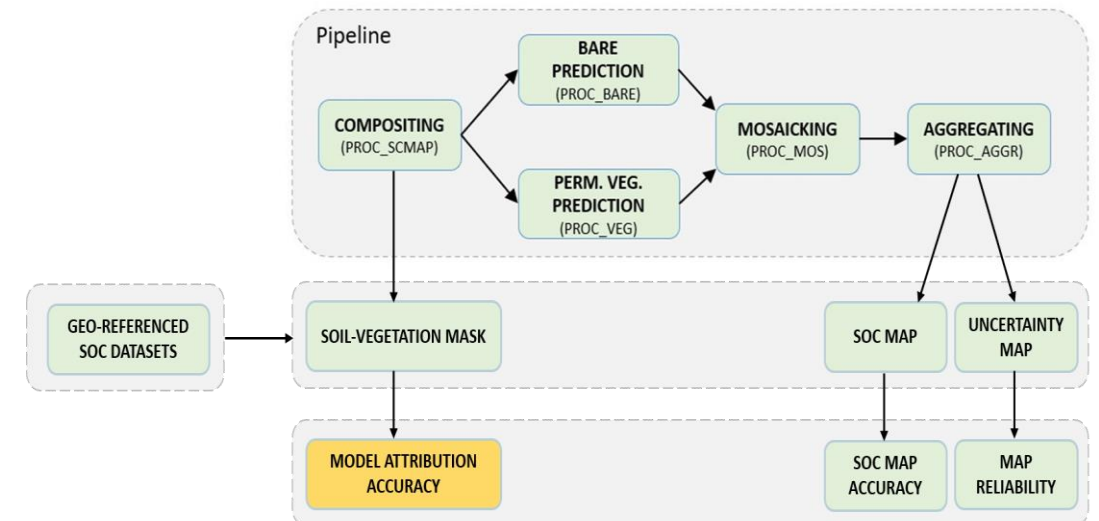 Pipeline
BARE
PREDICTION
(PROC_BARE)
COMPOSITING
(PROC_SCMAP)
MOSAICKING
(PROC_MOS)
AGGREGATING
(PROC_AGGR)
PERM. VEG.
PREDICTION
(PROC_VEG)
GEO-REFERENCED
SOC DATASETS
SOIL-VEGETATION MASK
SOC MAP
UNCERTAINTY
MAP
MODEL ATTRIBUTION
ACCURACY
SOC MAP
ACCURACY
MAP
RELIABILITY